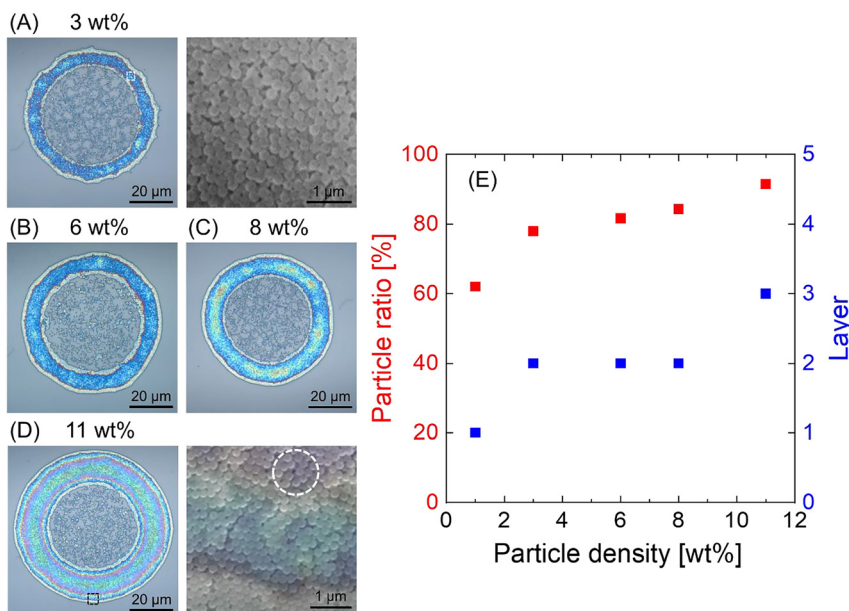 (A) 3 wt%
20 µm
1 µm
(B) 6 wt%
(C) 8 wt%
20 µm
20 µm
(D) 11 wt%
20 µm
1 µm
(E)
Particle ratio [%]
100
80
60
40
20
0
Layer
5
4
3
2
1
0
0 2 4 6 8 10 12
Particle density [wt%]